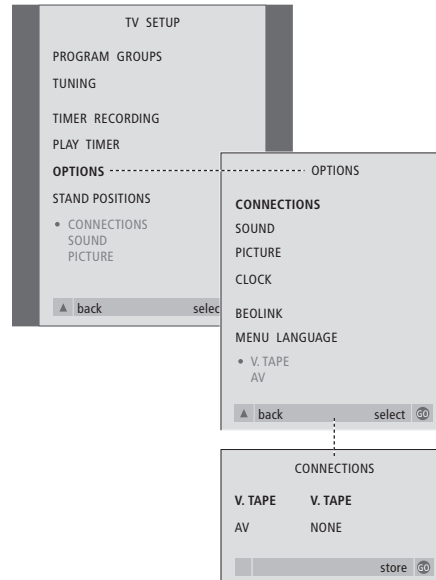 TV SETUP
PROGRAM GROUPS
TUNING
TIMER RECORDING
PLAY TIMER
OPTIONS
STAND POSITIONS
• CONNECTIONS
SOUND
PICTURE
▲ back selec
OPTIONS
CONNECTIONS
SOUND
PICTURE
CLOCK
BEOLINK
MENU LANGUAGE
• V. TAPE
AV
▲ back select GO
CONNECTIONS
V. TAPE V. TAPE
AV NONE
store GO